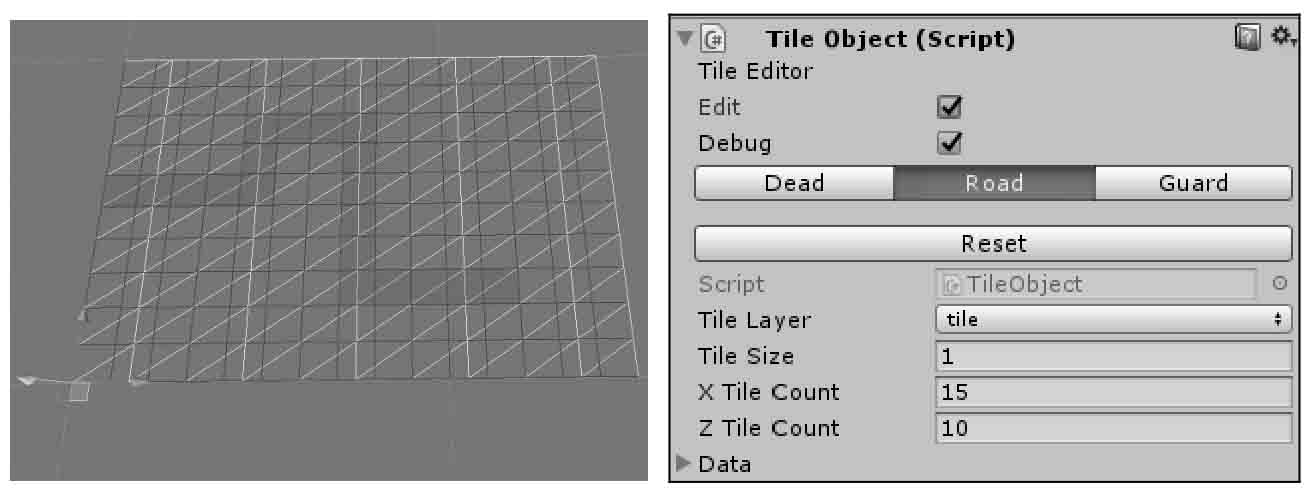 Tile Object (Script)
Tile Editor
Edit
Debug
Dead Road Guard
Reset
Script TileObject
Tile Layer tile
Tile Size 1
X Tile Count 15
Z Tile Count 10
Data